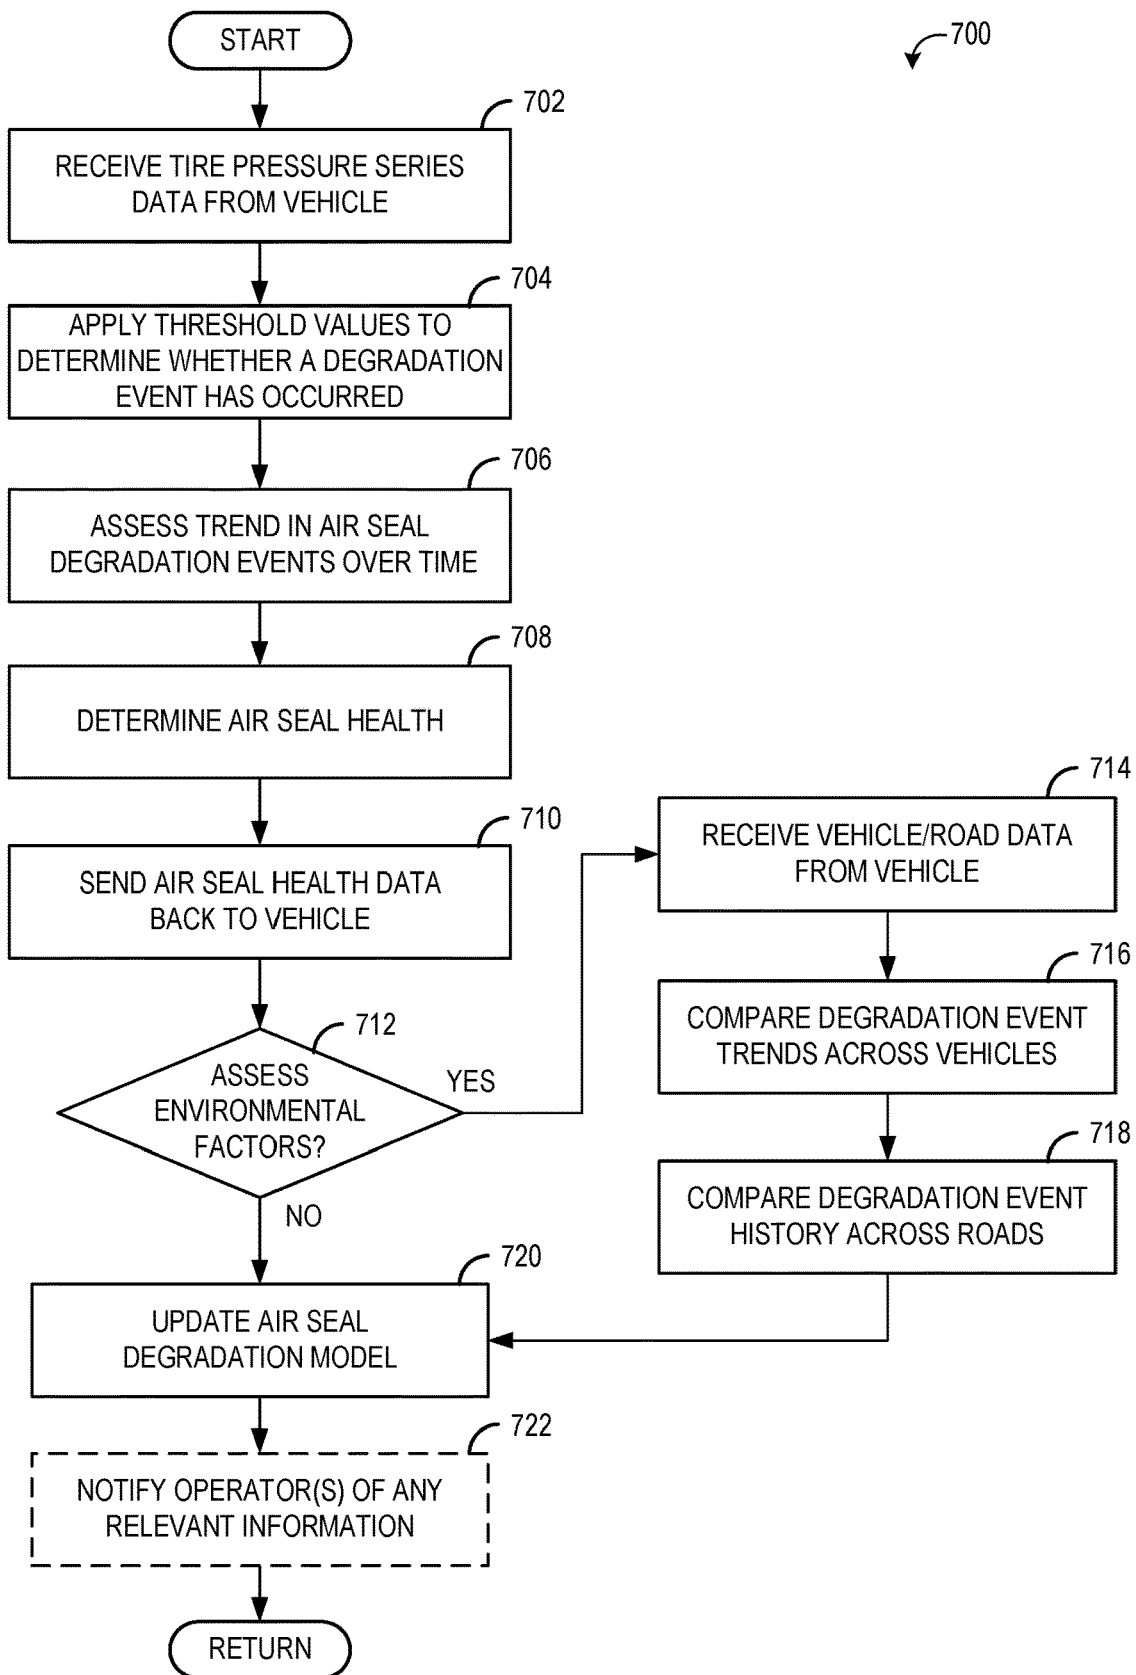 START
700
702
RECEIVE TIRE PRESSURE SERIES
DATA FROM VEHICLE
704
APPLY THRESHOLD VALUES TO
DETERMINE WHETHER A DEGRADATION
EVENT HAS OCCURRED
706
ASSESS TREND IN AIR SEAL
DEGRADATION EVENTS OVER TIME
708
DETERMINE AIR SEAL HEALTH
710
SEND AIR SEAL HEALTH DATA
BACK TO VEHICLE
712
ASSESS
ENVIRONMENTAL
FACTORS?
YES
NO
714
RECEIVE VEHICLE/ROAD DATA
FROM VEHICLE
716
COMPARE DEGRADATION EVENT
TRENDS ACROSS VEHICLES
718
COMPARE DEGRADATION EVENT
HISTORY ACROSS ROADS
720
UPDATE AIR SEAL
DEGRADATION MODEL
722
NOTIFY OPERATOR(S) OF ANY
RELEVANT INFORMATION
RETURN